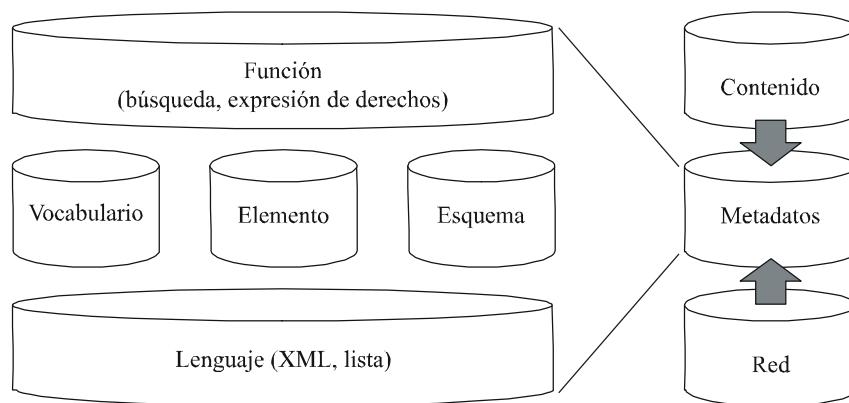 Función
(búsqueda, expresión de derechos)
Contenido
Vocabulario
Elemento
Esquema
Metadatos
Lenguaje (XML, lista)
Red